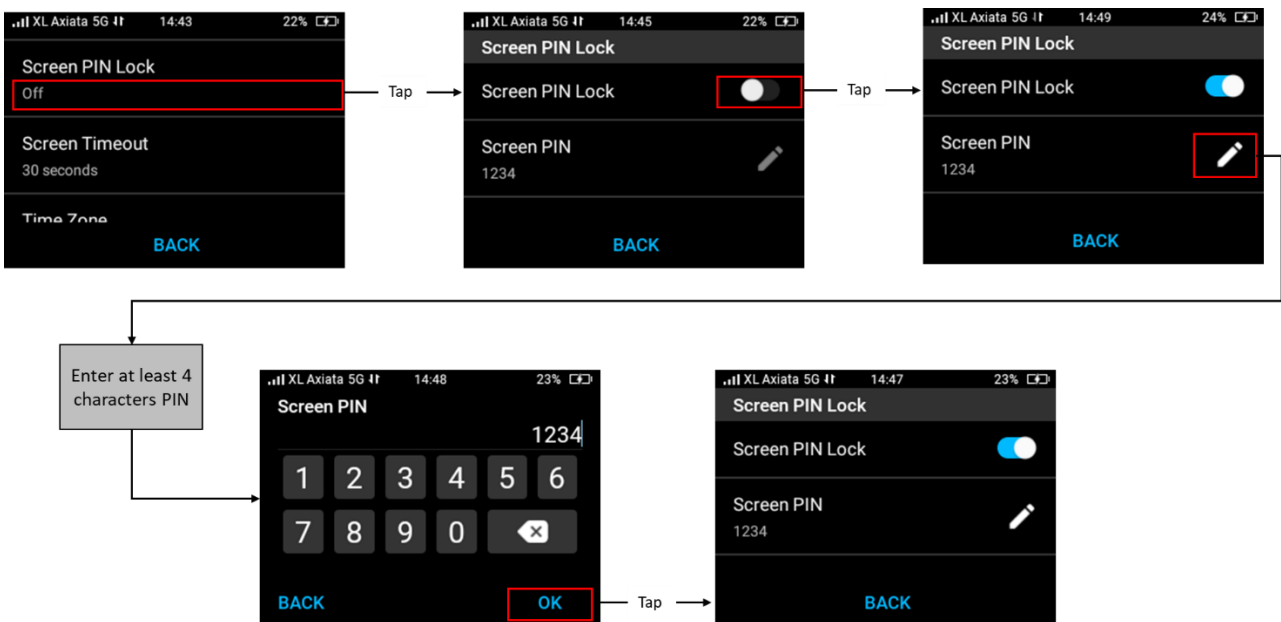 XL Axiata 5G 14:43 22%
Screen PIN Lock
Off
Screen Timeout
30 seconds
Time Zone
BACK
Tap
XL Axiata 5G 14:45 22%
Screen PIN Lock
Screen PIN Lock
Screen PIN
1234
BACK
Tap
XL Axiata 5G 14:49 24%
Screen PIN Lock
Screen PIN Lock
Screen PIN
1234
BACK
Enter at least 4
characters PIN
XL Axiata 5G 14:48 23%
Screen PIN
1234
1 2 3 4 5 6
7 8 9 0
BACK OK
Tap
XL Axiata 5G 14:47 23%
Screen PIN Lock
Screen PIN Lock
Screen PIN
1234
BACK